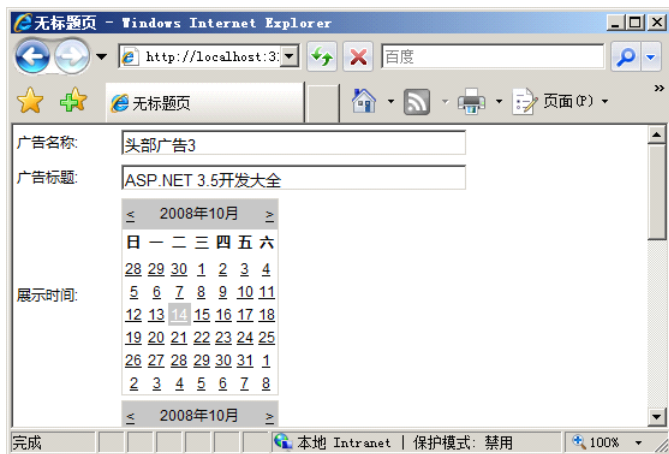 无标题页 - Windows Internet Explorer
http://localhost:3
百度
无标题页
页面(P)
»
广告名称: 头部广告3
广告标题: ASP.NET 3.5开发大全
< 2008年10月 >
日 一 二 三 四 五 六
28 29 30 1 2 3 4
5 6 7 8 9 10 11
展示时间:
12 13 14 15 16 17 18
19 20 21 22 23 24 25
26 27 28 29 30 31 1
2 3 4 5 6 7 8
< 2008年10月 >
完成 本地 Intranet | 保护模式: 禁用 100%